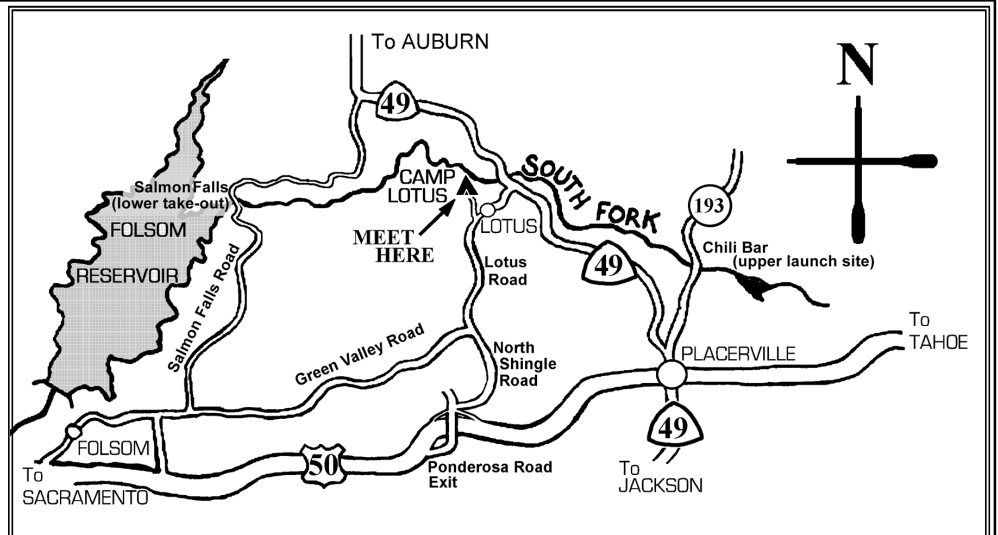 To AUBURN
N
49
SOUTH FORK
193
CAMP
LOTUS
Salmon Falls
(lower take-out)
FOLSOM
RESERVOIR
MEET
HERE
LOTUS
49
Chili Bar
(upper launch site)
Lotus
Road
Salmon Falls Road
Green Valley Road
North
Shingle
Road
PLACERVILLE
To
TAHOE
49
FOLSOM
50
Ponderosa Road
Exit
To
SACRAMENTO
To
JACKSON